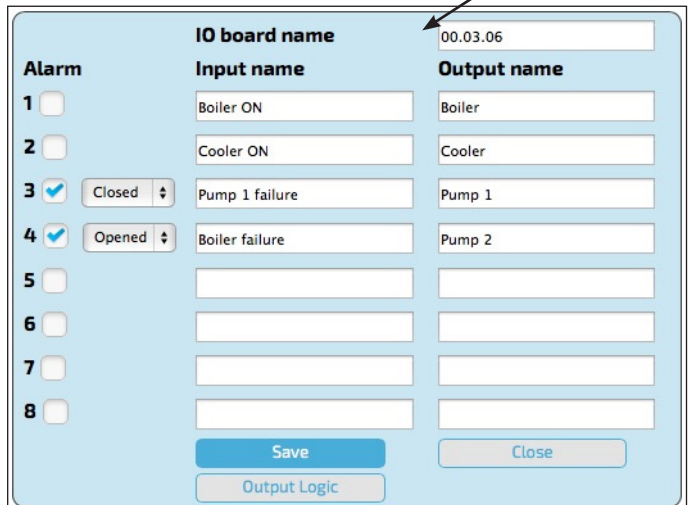 IO board name 00.03.06
Alarm Input name Output name
1 Boiler ON Boiler
2 Cooler ON Cooler
3 Closed Pump 1 failure Pump 1
4 Opened Boiler failure Pump 2
5
6
7
8
Save Close
Output Logic